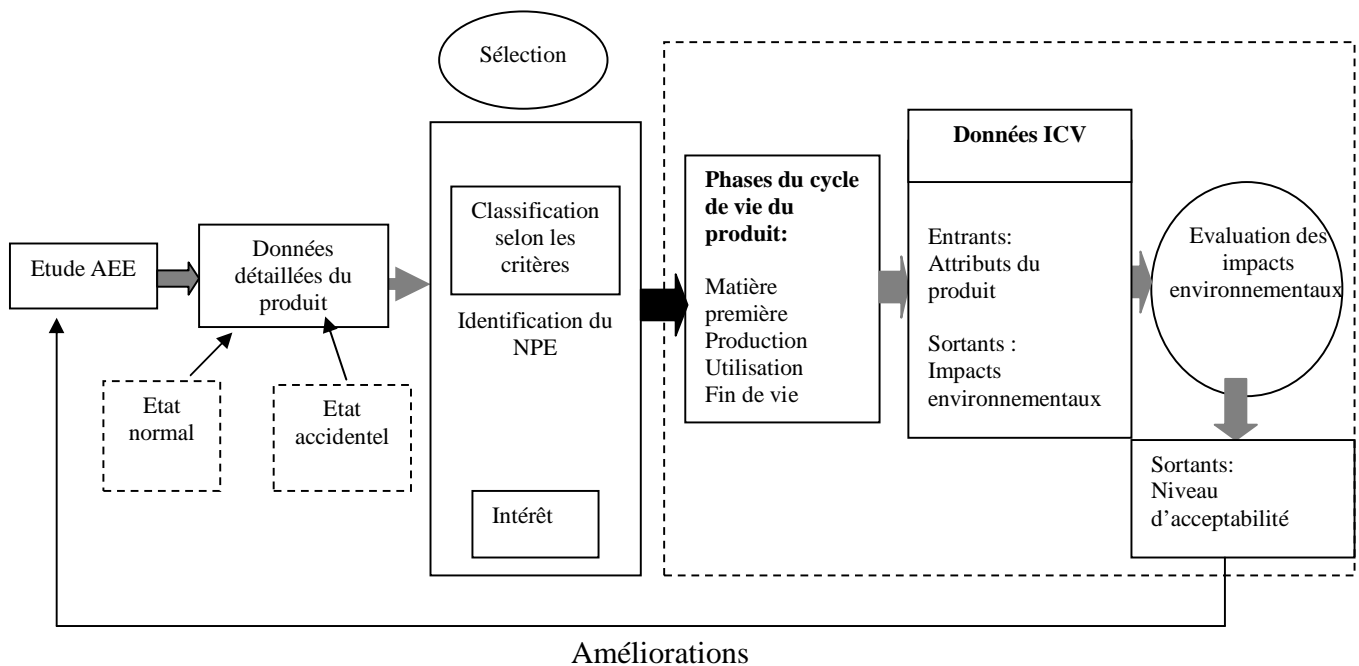 Sélection
Etude AEE
Données
détaillées du
produit
Etat
normal
Etat
accidentel
Classification
selon les
critères
Identification du
NPE
Intérêt
Phases du cycle
de vie du
produit:
Matière
première
Production
Utilisation
Fin de vie
Données ICV
Entrants:
Attributs du
produit
Sortants :
Impacts
environnementaux
Evaluation des
impacts
environnementaux
Sortants:
Niveau
d’acceptabilité
Améliorations